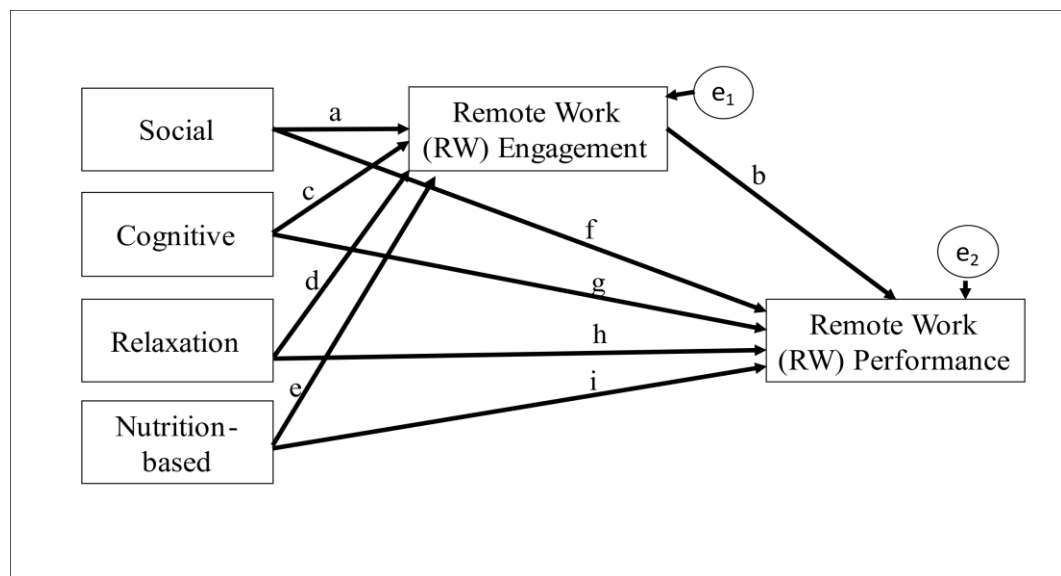 Social
Cognitive
Relaxation
Nutrition-
based
Remote Work
(RW) Engagement
Remote Work
(RW) Performance
e₁
e₂
a
c
d
e
b
f
g
h
i